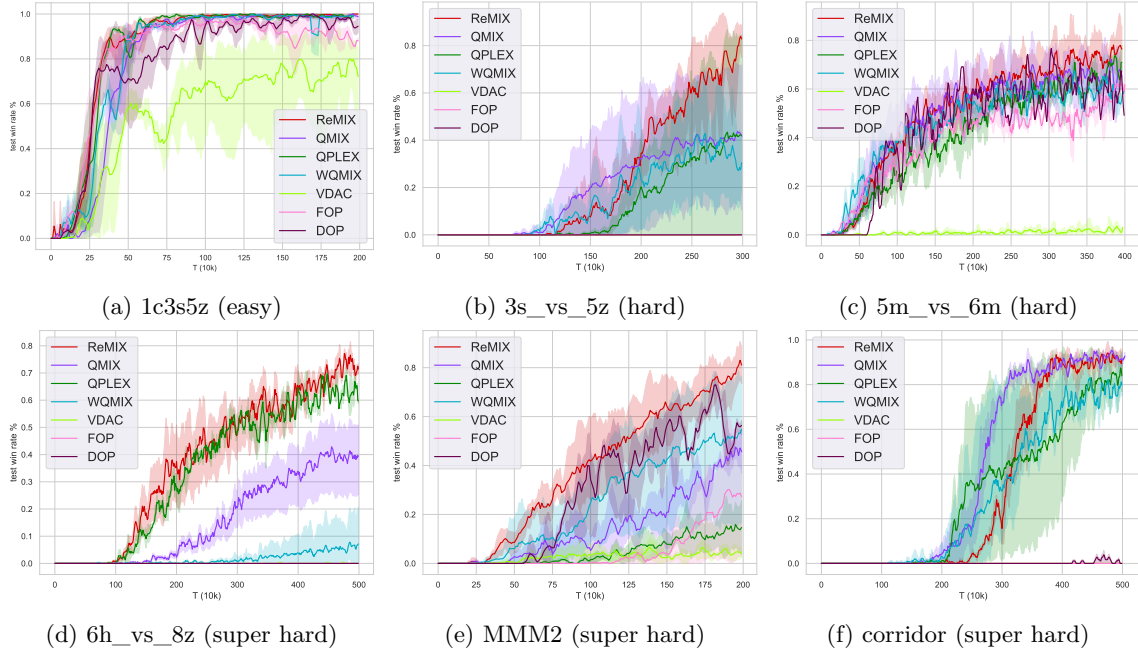 test win rate %
1.0
0.8
0.6
0.4
0.2
0.0
ReMIX
QMIX
QPLEX
WQMIX
VDAC
FOP
DOP
0 25 50 75 100 125 150 175 200
T (10k)
(a) 1c3s5z (easy)
test win rate %
0.8
0.6
0.4
0.2
0.0
ReMIX
QMIX
QPLEX
WQMIX
VDAC
FOP
DOP
0 50 100 150 200 250 300
T (10k)
(b) 3s_vs_5z (hard)
test win rate %
0.8
0.6
0.4
0.2
0.0
ReMIX
QMIX
QPLEX
WQMIX
VDAC
FOP
DOP
0 50 100 150 200 250 300 350 400
T (10k)
(c) 5m_vs_6m (hard)
test win rate %
0.8
0.7
0.6
0.5
0.4
0.3
0.2
0.1
0.0
ReMIX
QMIX
QPLEX
WQMIX
VDAC
FOP
DOP
0 100 200 300 400 500
T (10k)
(d) 6h_vs_8z (super hard)
test win rate %
0.8
0.6
0.4
0.2
0.0
ReMIX
QMIX
QPLEX
WQMIX
VDAC
FOP
DOP
0 25 50 75 100 125 150 175 200
T (10k)
(e) MMM2 (super hard)
test win rate %
1.0
0.8
0.6
0.4
0.2
0.0
ReMIX
QMIX
QPLEX
WQMIX
VDAC
FOP
DOP
0 100 200 300 400 500
T (10k)
(f) corridor (super hard)